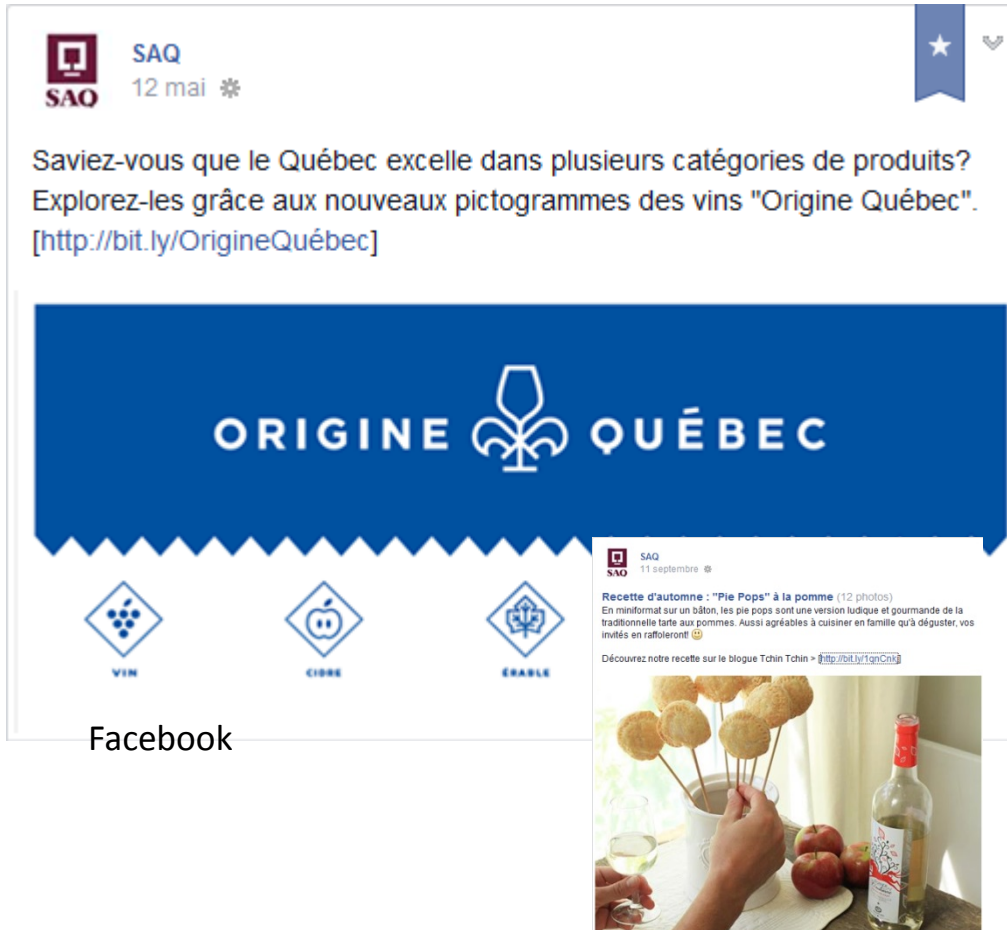 SAQ
12 mai
SAQ
Saviez-vous que le Québec excelle dans plusieurs catégories de produits?
Explorez-les grâce aux nouveaux pictogrammes des vins "Origine Québec".
[http://bit.ly/OrigineQuébec]
ORIGINE QUÉBEC
VIN
CIDRE
ÉRABLE
Facebook
SAQ
11 septembre
SAQ
Recette d'automne : "Pie Pops" à la pomme (12 photos)
En miniformat sur un bâton, les pie pops sont une version ludique et gourmande de la
traditionnelle tarte aux pommes. Aussi agréables à cuisiner en famille qu'à déguster, vos
invités en raffoleront!
Découvrez notre recette sur le blogue Tchin Tchin > [http://bit.ly/1qnCnkj]